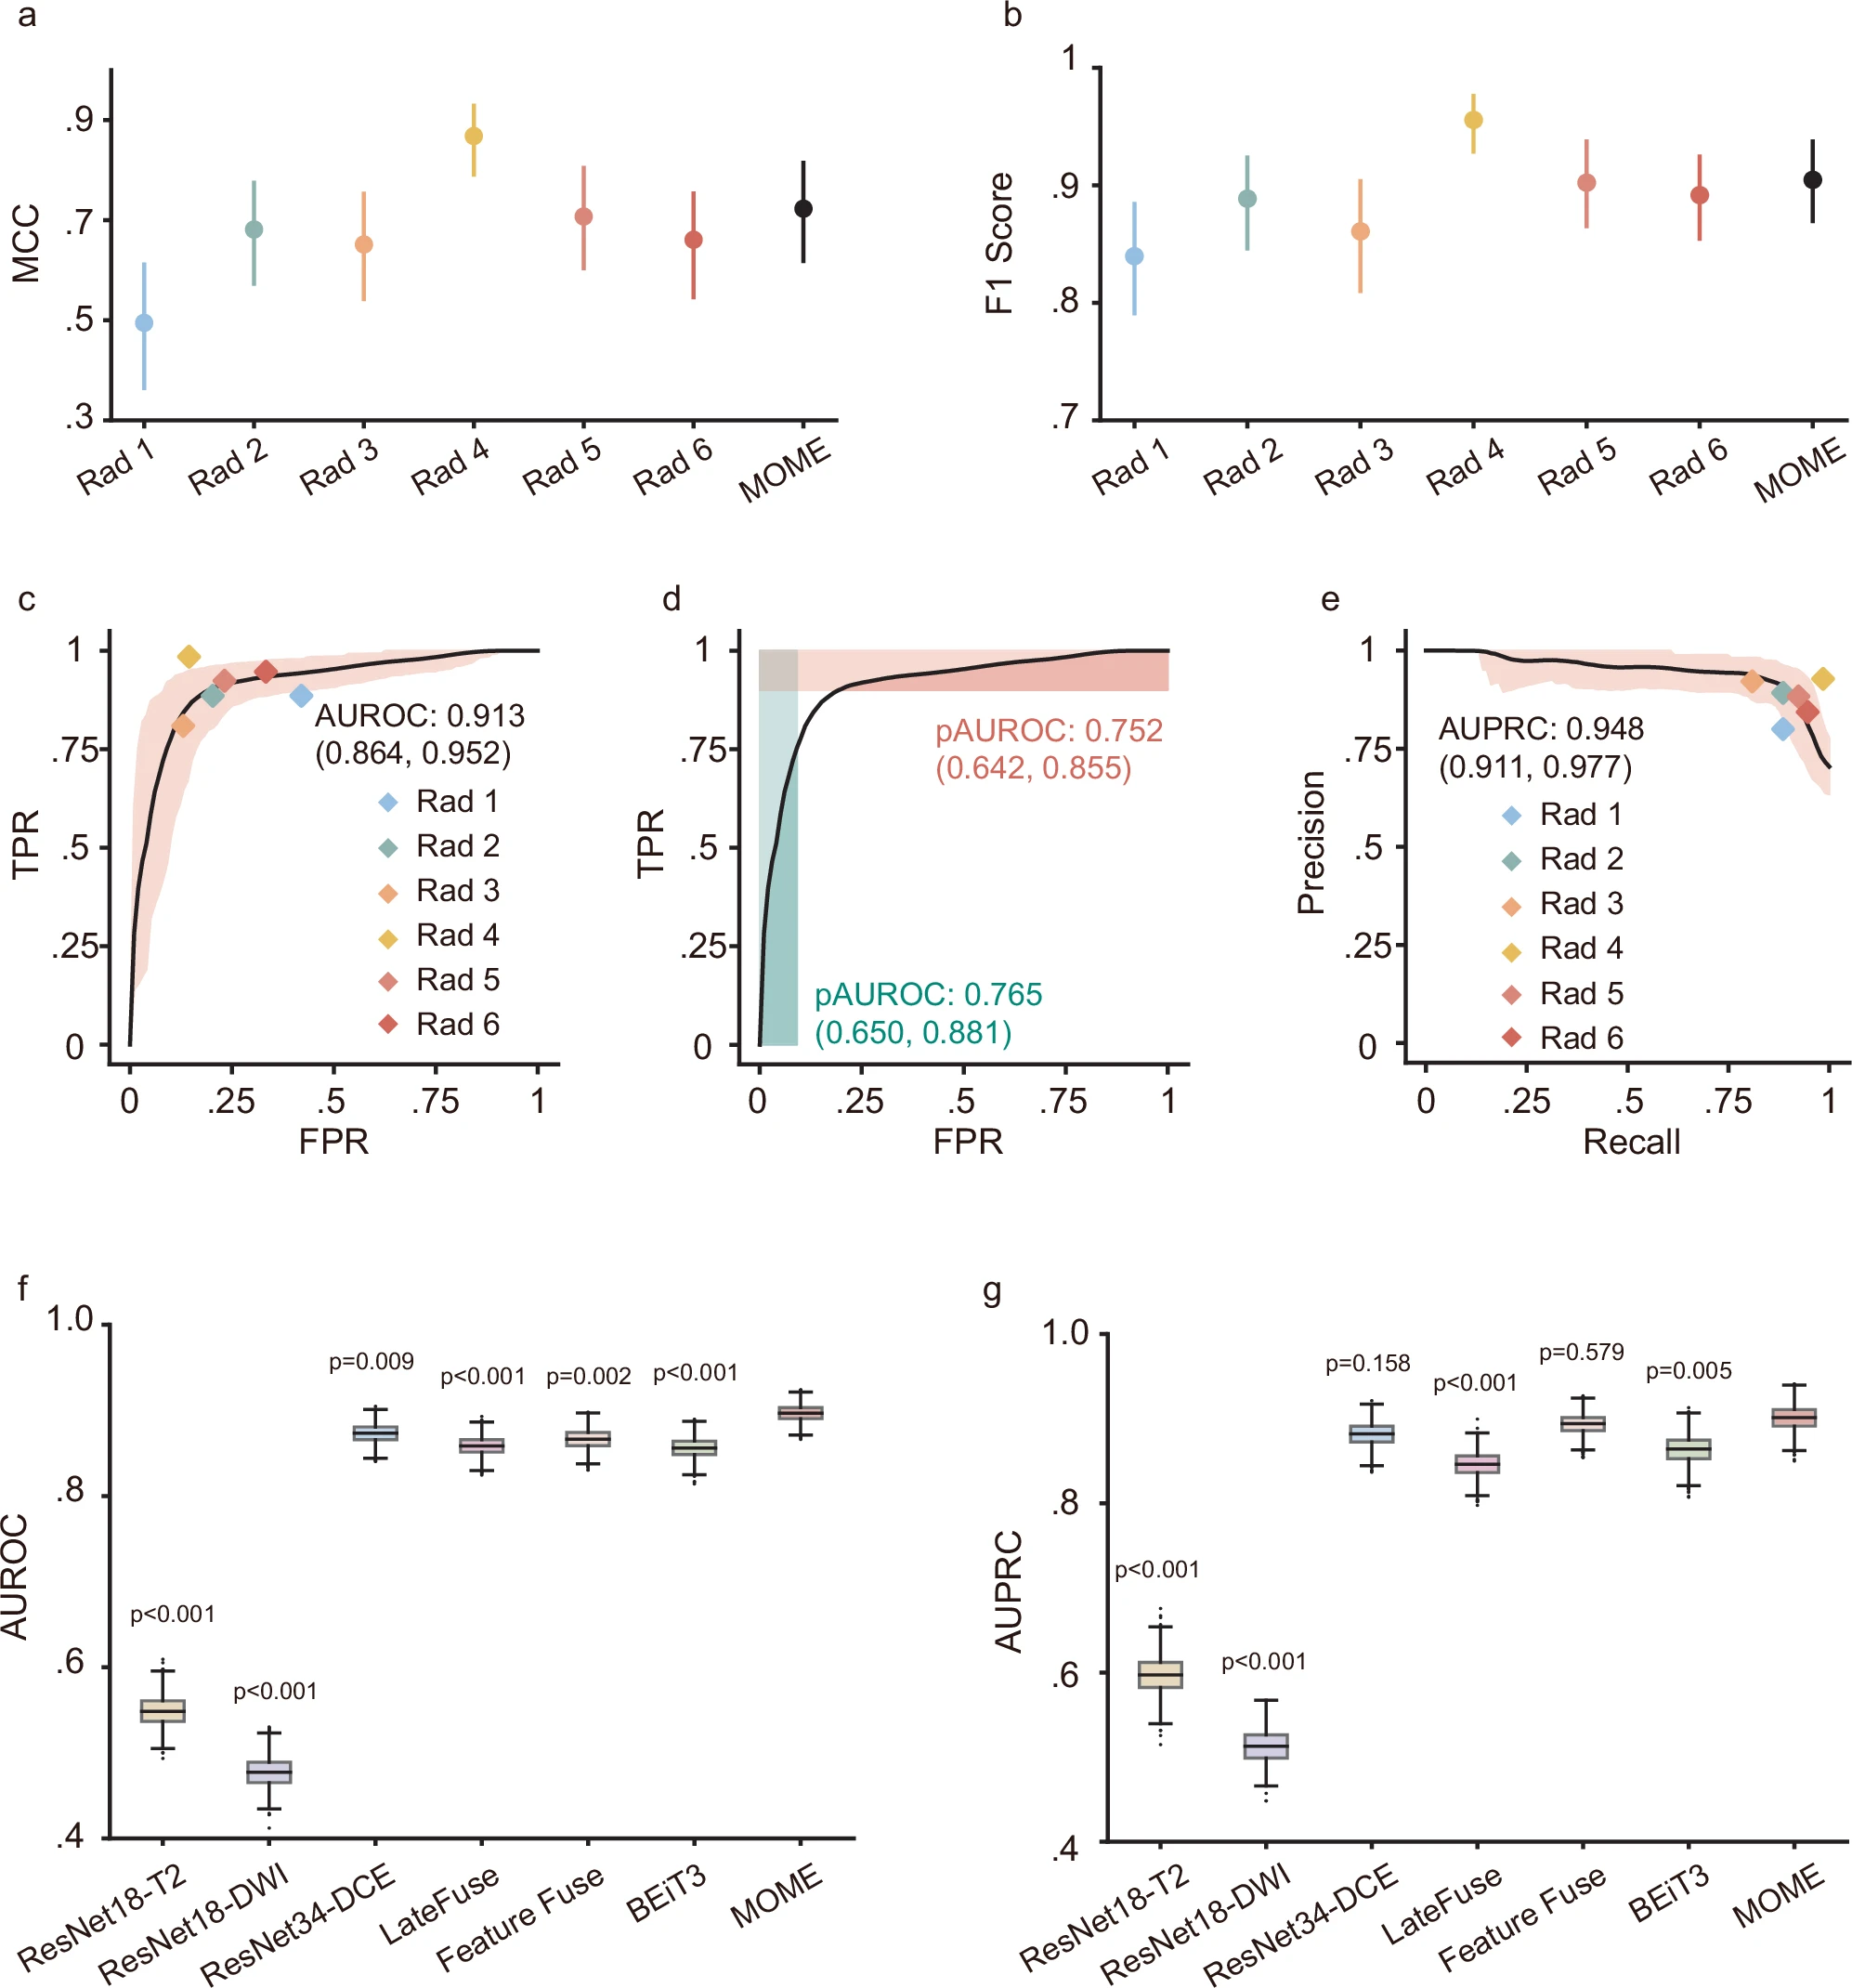 a
MCC
.9
.7
.5
.3
Rad 1
Rad 2
Rad 3
Rad 4
Rad 5
Rad 6
MOME
b
F1 Score
1
.9
.8
.7
Rad 1
Rad 2
Rad 3
Rad 4
Rad 5
Rad 6
MOME
c
TPR
1
.75
.5
.25
0
AUROC: 0.913
(0.864, 0.952)
Rad 1
Rad 2
Rad 3
Rad 4
Rad 5
Rad 6
0 .25 .5 .75 1
FPR
d
TPR
1
.75
.5
.25
0
pAUROC: 0.752
(0.642, 0.855)
pAUROC: 0.765
(0.650, 0.881)
0 .25 .5 .75 1
FPR
e
Precision
1
.75
.5
.25
0
AUPRC: 0.948
(0.911, 0.977)
Rad 1
Rad 2
Rad 3
Rad 4
Rad 5
Rad 6
0 .25 .5 .75 1
Recall
f
AUROC
1.0
.8
.6
.4
p<0.001
p<0.001
p=0.009
p<0.001
p=0.002
p<0.001
ResNet18-T2
ResNet18-DWI
ResNet34-DCE
LateFuse
Feature Fuse
BEiT3
MOME
g
AUPRC
1.0
.8
.6
.4
p<0.001
p<0.001
p=0.158
p<0.001
p=0.579
p=0.005
ResNet18-T2
ResNet18-DWI
ResNet34-DCE
LateFuse
Feature Fuse
BEiT3
MOME